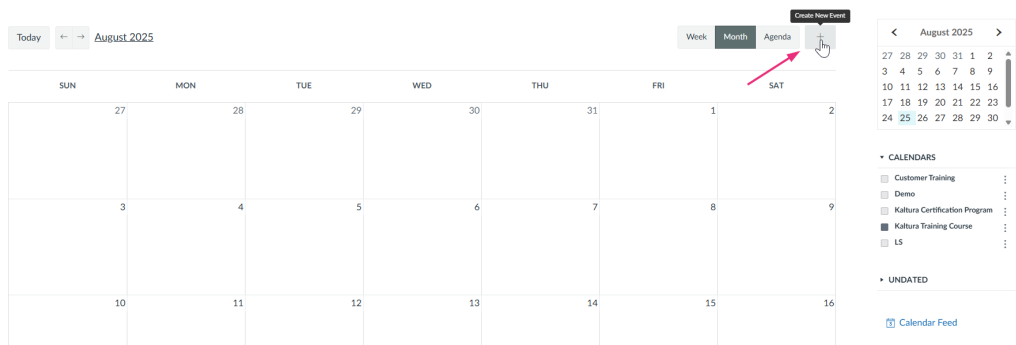 Create New Event
Today ← → August 2025
Week Month Agenda +
SUN MON TUE WED THU FRI SAT
27 28 29 30 31 1 2
3 4 5 6 7 8 9
10 11 12 13 14 15 16
August 2025
27 28 29 30 31 1 2
3 4 5 6 7 8 9
10 11 12 13 14 15 16
17 18 19 20 21 22 23
24 25 26 27 28 29 30
CALENDARS
Customer Training
Demo
Kaltura Certification Program
Kaltura Training Course
LS
UNDATED
Calendar Feed